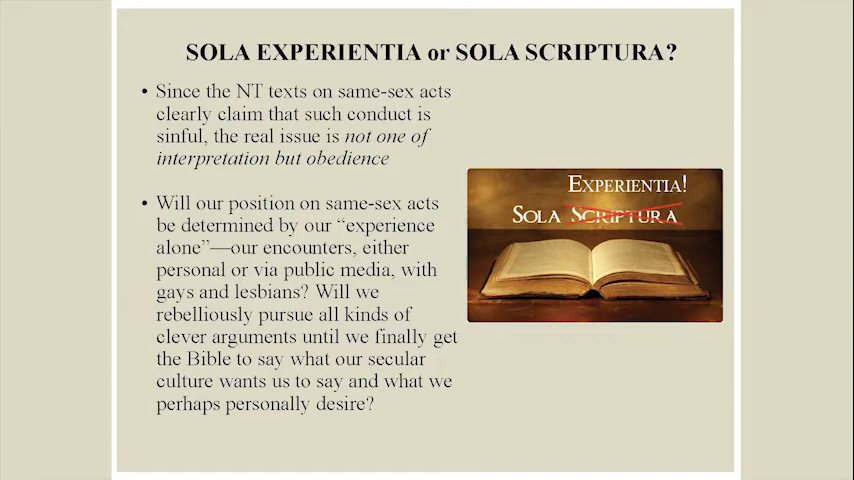 SOLA EXPERIENTIA or SOLA SCRIPTURA?
• Since the NT texts on same-sex acts
clearly claim that such conduct is
sinful, the real issue is not one of
interpretation but obedience
• Will our position on same-sex acts
be determined by our “experience
alone”—our encounters, either
personal or via public media, with
gays and lesbians? Will we
rebelliously pursue all kinds of
clever arguments until we finally get
the Bible to say what our secular
culture wants us to say and what we
perhaps personally desire?
EXPERIENTIA!
SOLA SCRIPTURA